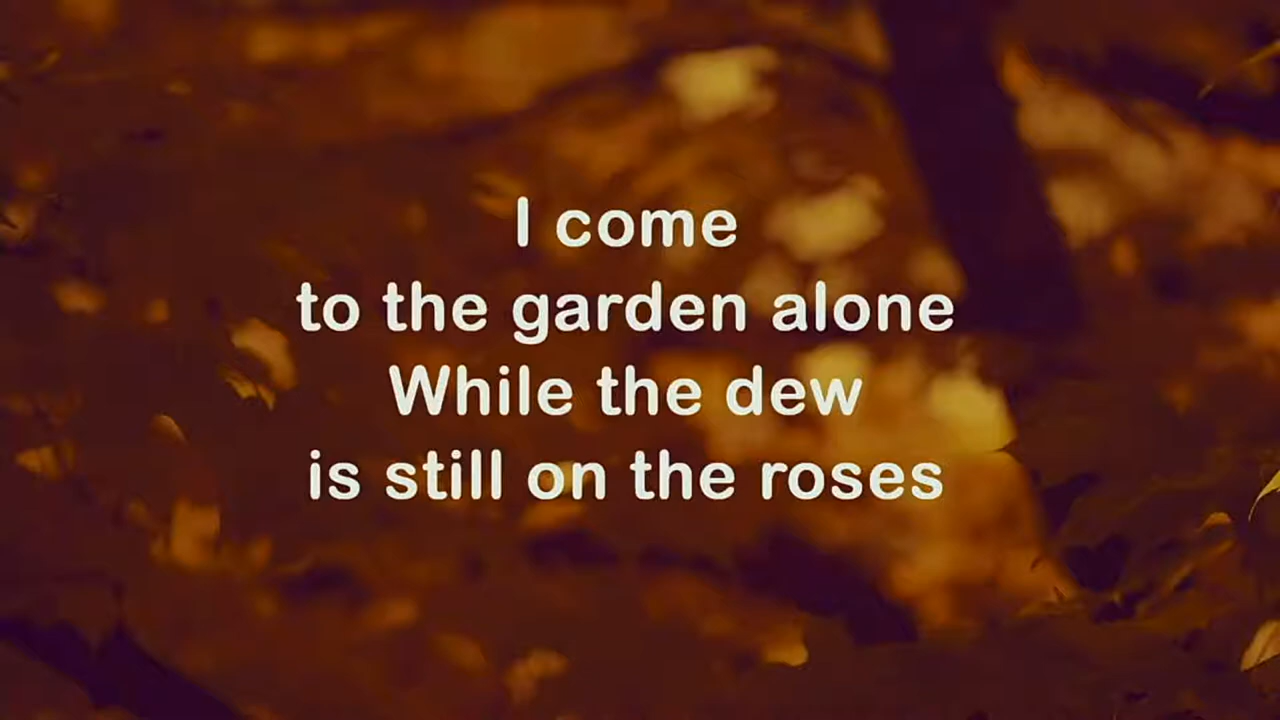 I come
to the garden alone
While the dew
is still on the roses